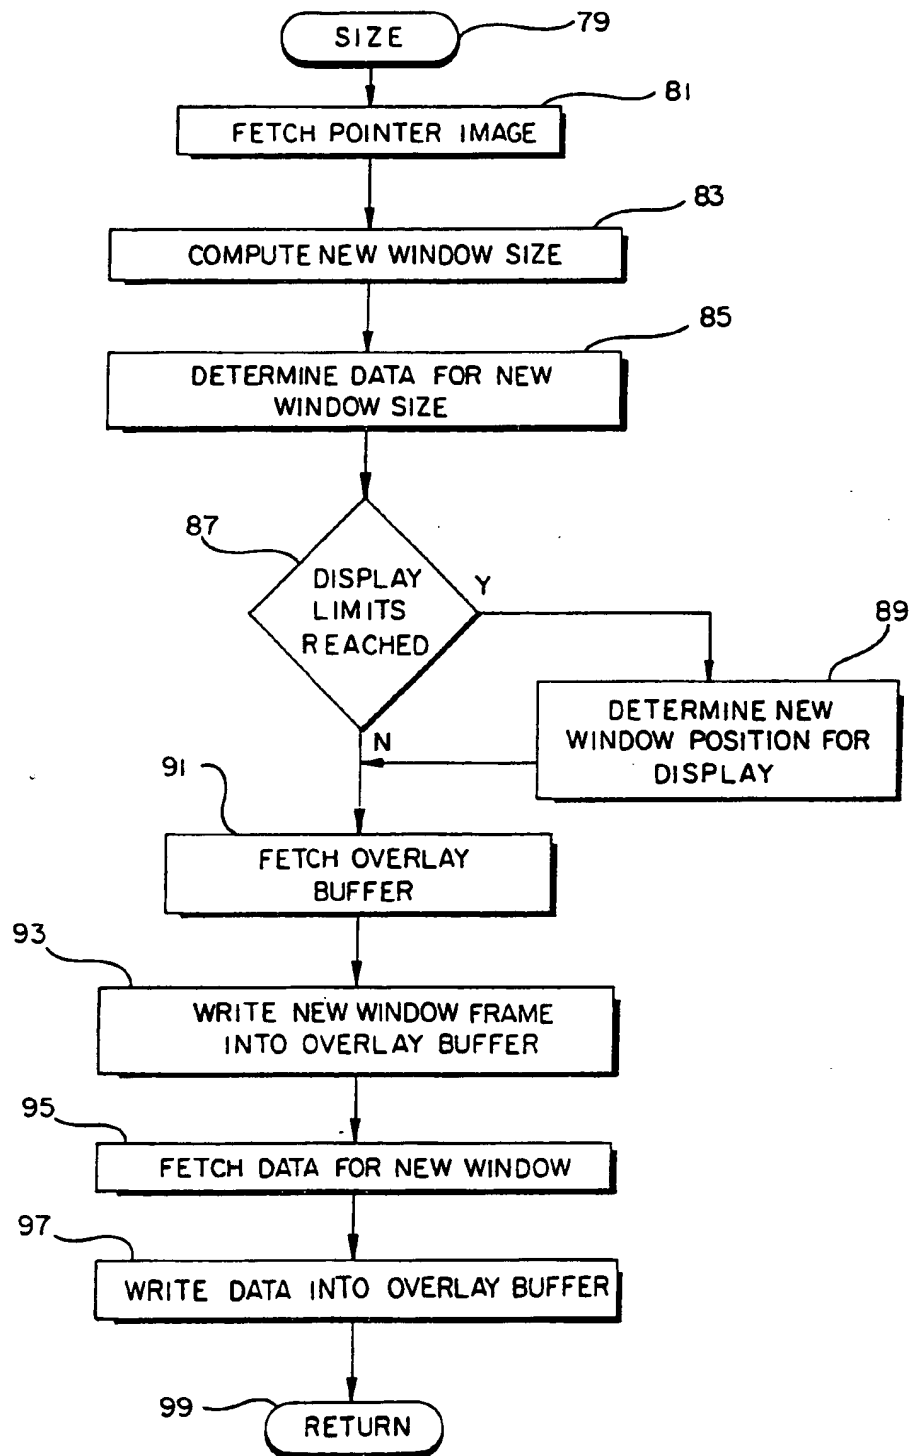 SIZE
79
81
FETCH POINTER IMAGE
83
COMPUTE NEW WINDOW SIZE
85
DETERMINE DATA FOR NEW
WINDOW SIZE
87
DISPLAY
LIMITS
REACHED
Y
89
DETERMINE NEW
WINDOW POSITION FOR
DISPLAY
N
91
FETCH OVERLAY
BUFFER
93
WRITE NEW WINDOW FRAME
INTO OVERLAY BUFFER
95
FETCH DATA FOR NEW WINDOW
97
WRITE DATA INTO OVERLAY BUFFER
99
RETURN